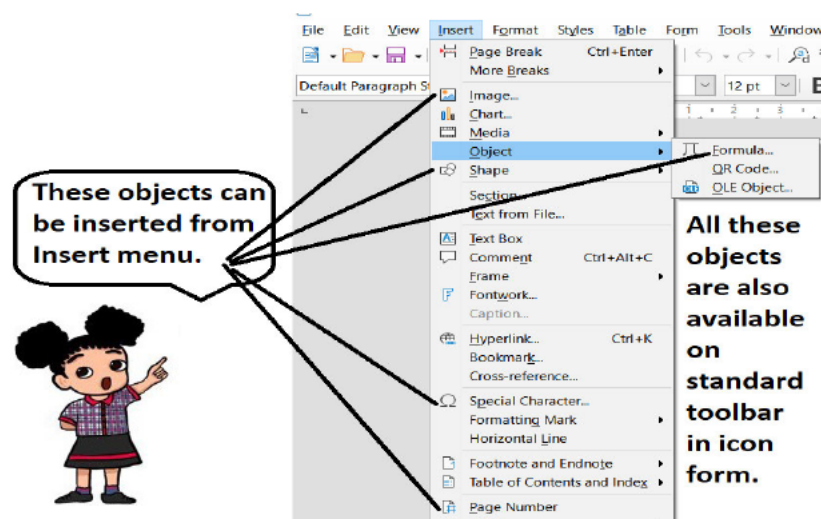 File Edit View Insert Format Styles Table Form Tools Window
Default Paragraph St
12 pt
B
1 2 3
Page Break Ctrl+Enter
More Breaks
Image...
Chart...
Media
Object
Shape
Section...
Text from File...
Text Box
Comment Ctrl+Alt+C
Frame
Fontwork...
Caption...
Hyperlink... Ctrl+K
Bookmark...
Cross-reference...
Special Character...
Formatting Mark
Horizontal Line
Footnote and Endnote
Table of Contents and Index
Page Number
Formula...
QR Code...
OLE Object...
These objects can
be inserted from
Insert menu.
All these
objects
are also
available
on
standard
toolbar
in icon
form.